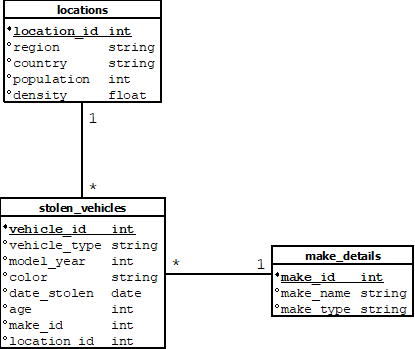 locations
location_id int
region string
country string
population int
density float
1
*
stolen_vehicles
vehicle_id int
vehicle_type string
model_year int
color string
date_stolen date
age int
make_id int
location_id int
* 1
make_details
make_id int
make_name string
make_type string